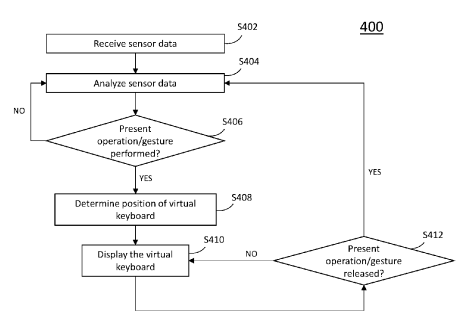 400
S402
Receive sensor data
S404
Analyze sensor data
NO
S406
Present
operation/gesture
performed?
YES
YES
S408
Determine position of virtual
keyboard
S410
Display the virtual
keyboard
NO
S412
Present
operation/gesture
released?